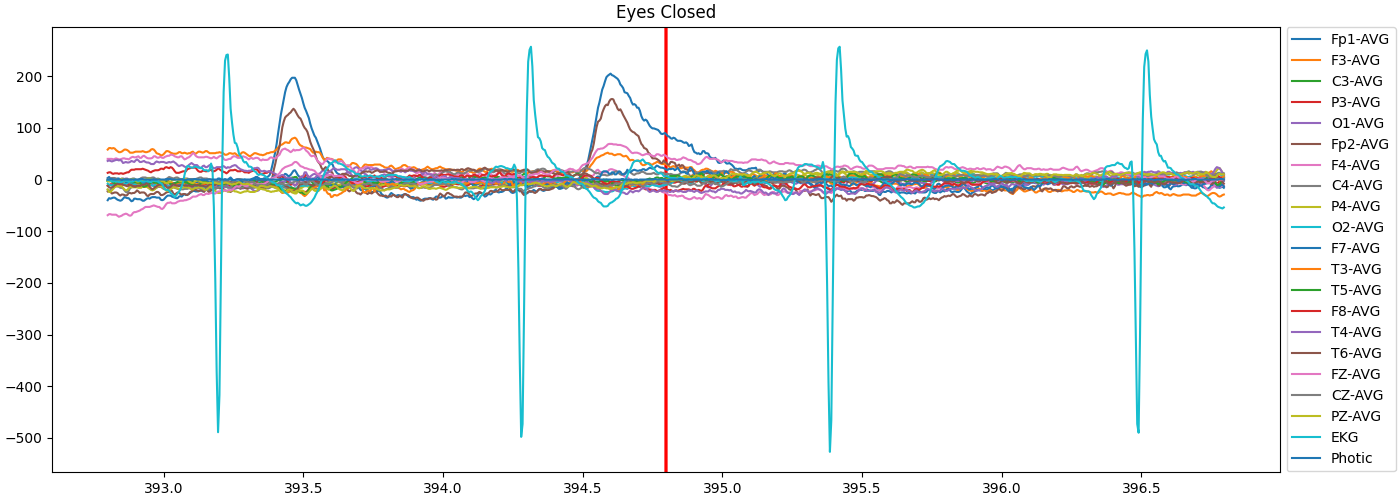 Eyes Closed
200
100
0
−100
−200
−300
−400
−500
393.0 393.5 394.0 394.5 395.0 395.5 396.0 396.5
Fp1-AVG
F3-AVG
C3-AVG
P3-AVG
O1-AVG
Fp2-AVG
F4-AVG
C4-AVG
P4-AVG
O2-AVG
F7-AVG
T3-AVG
T5-AVG
F8-AVG
T4-AVG
T6-AVG
FZ-AVG
CZ-AVG
PZ-AVG
EKG
Photic